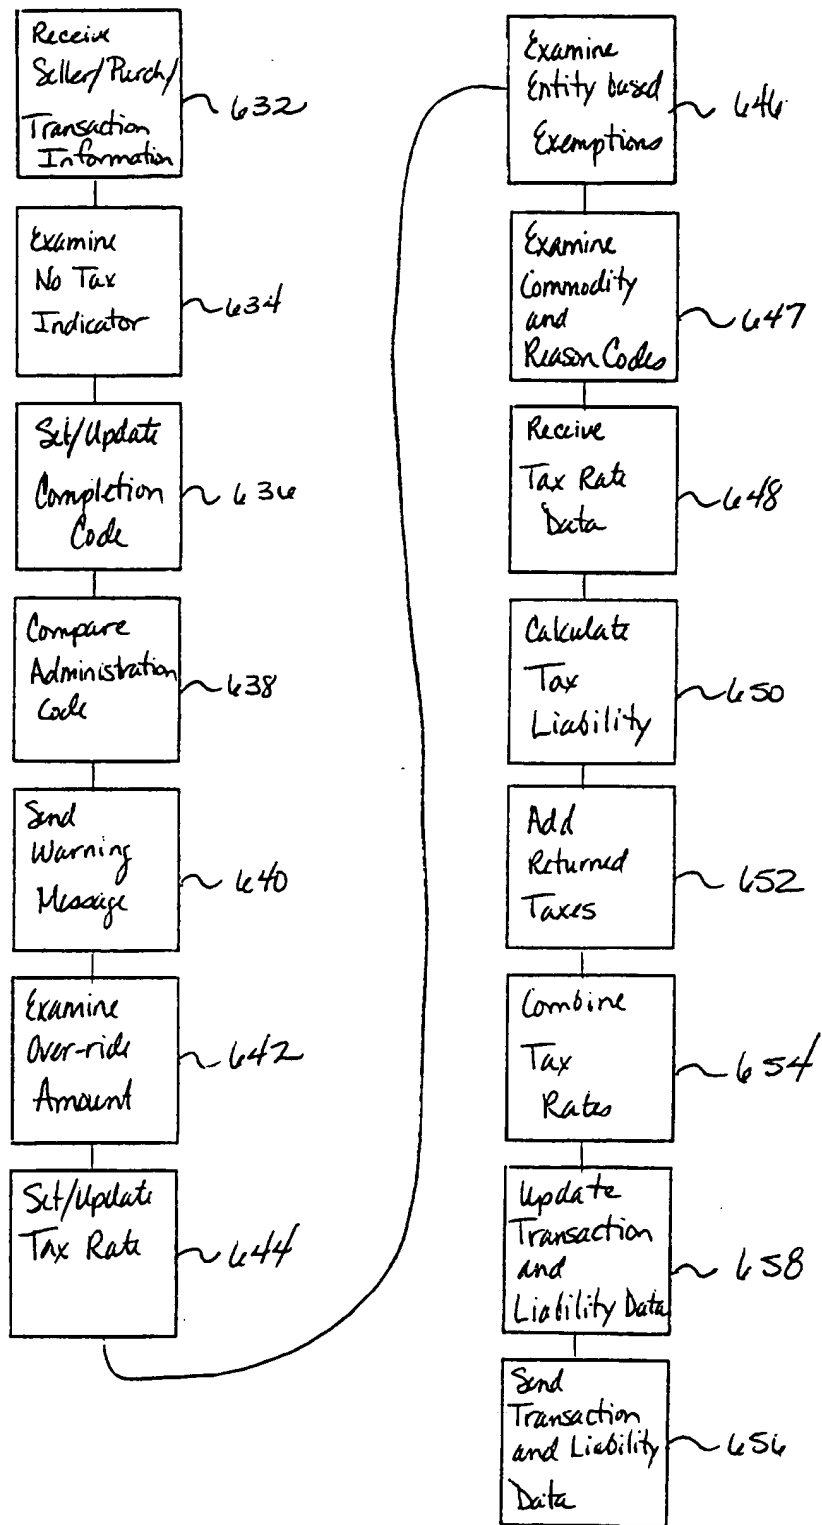 Receive
Seller/Purch/
Transaction
Information
632
Examine
No Tax
Indicator
634
Set/Update
Completion
Code
636
Compare
Administration
Code
638
Send
Warning
Message
640
Examine
Over-ride
Amount
642
Set/Update
Tax Rate
644
Examine
Entity based
Exemptions
646
Examine
Commodity
and
Reason Codes
647
Receive
Tax Rate
Data
648
Calculate
Tax
Liability
650
Add
Returned
Taxes
652
Combine
Tax
Rates
654
Update
Transaction
and
Liability Data
658
Send
Transaction
and Liability
Data
656